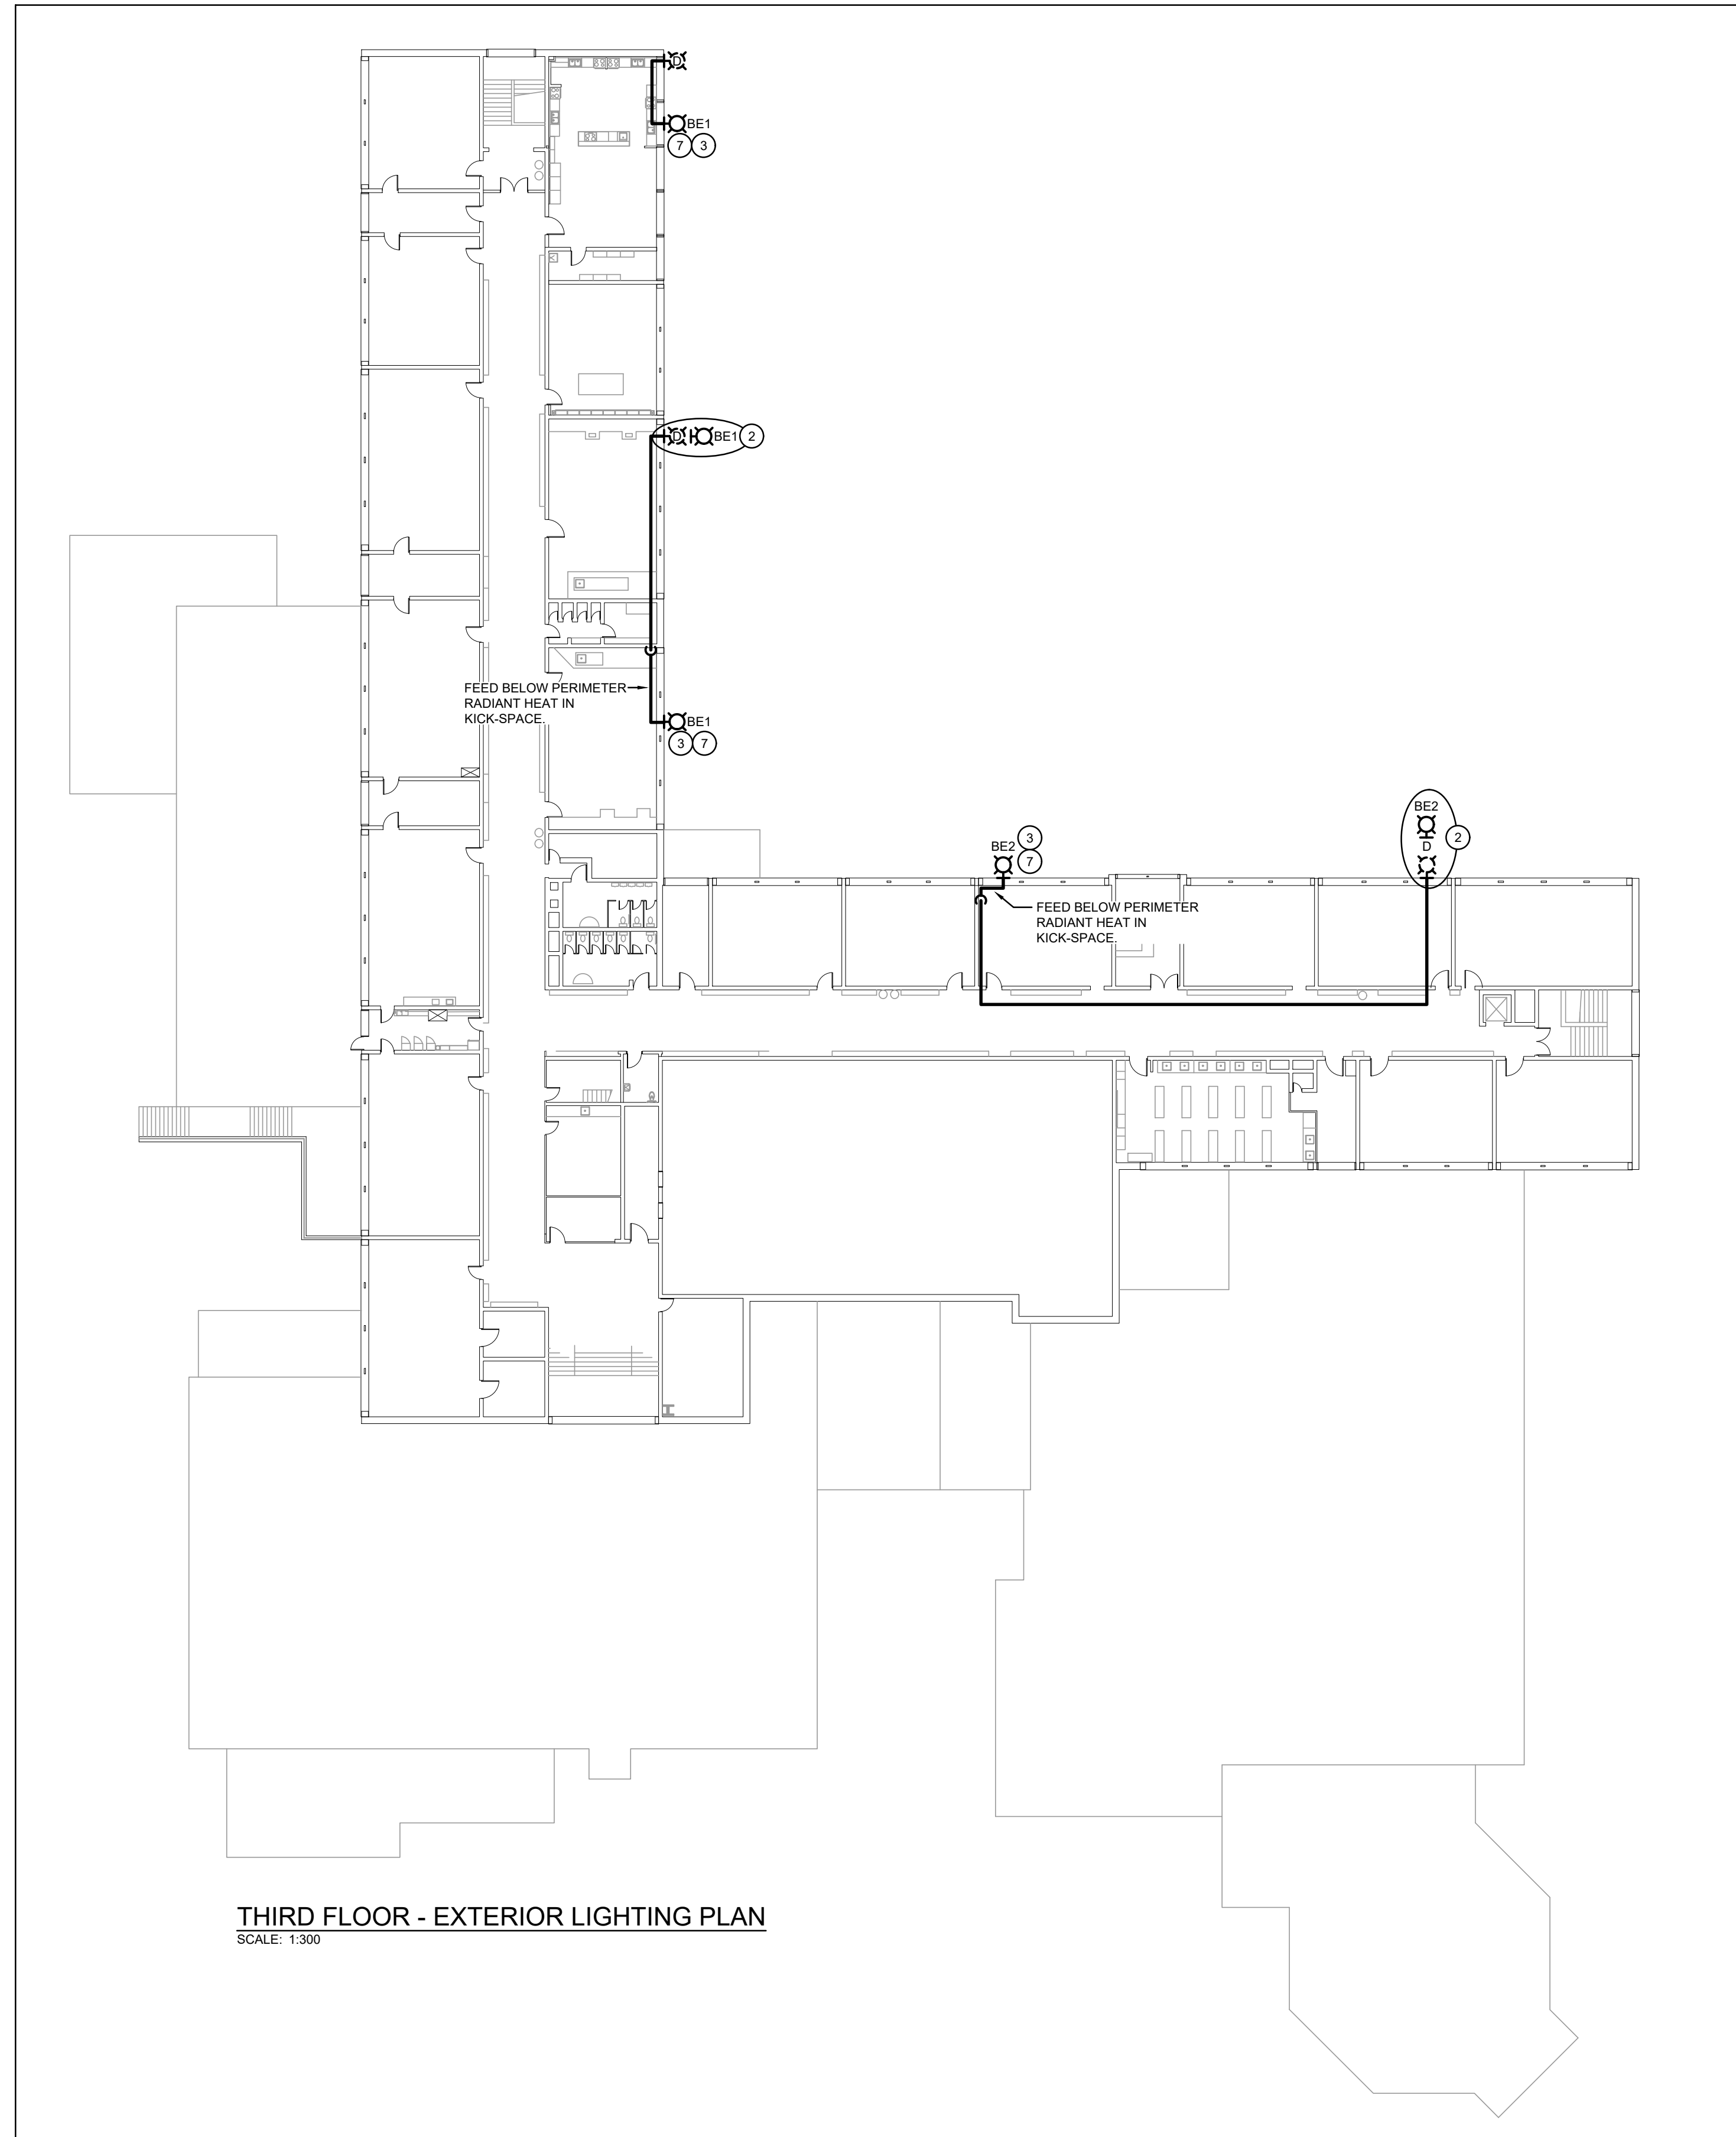 D
BE1
7 3
D BE1 2
FEED BELOW PERIMETER
RADIANT HEAT IN
KICK-SPACE.
BE1
3 7
BE2
2
D
3
BE2
7
FEED BELOW PERIMETER
RADIANT HEAT IN
KICK-SPACE.
THIRD FLOOR - EXTERIOR LIGHTING PLAN
SCALE: 1:300